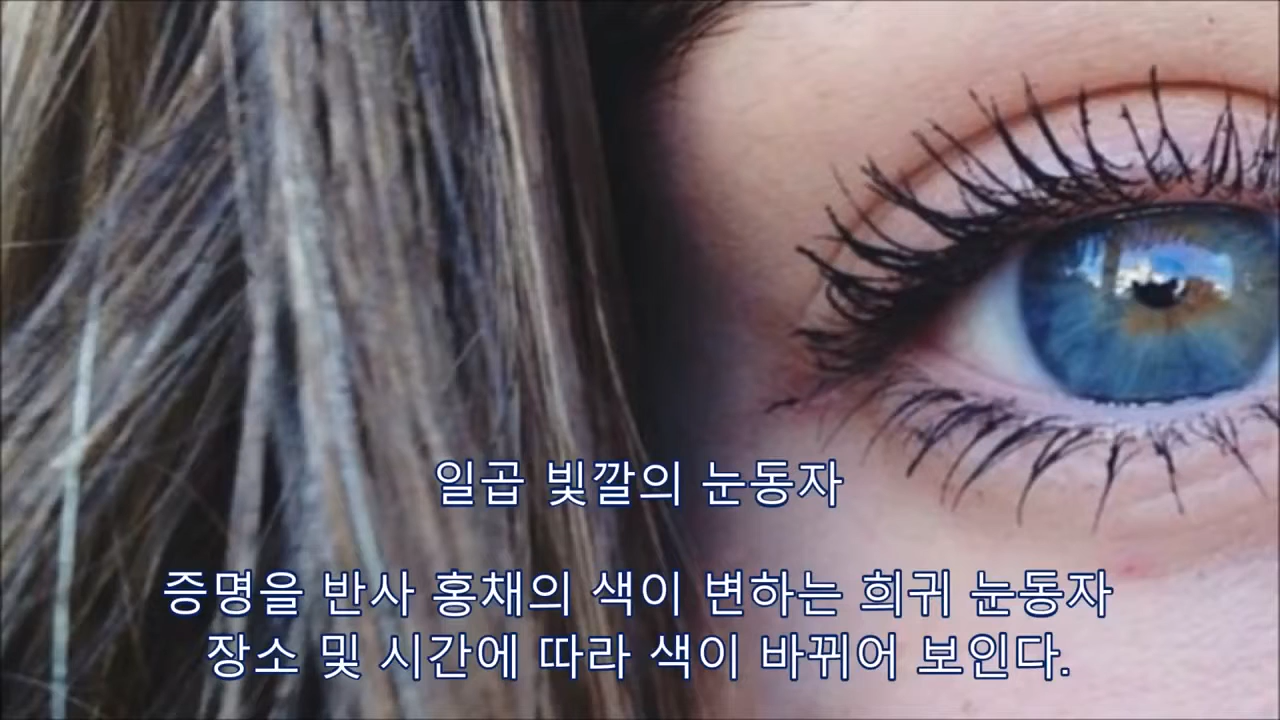 일곱 빛깔의 눈동자
증명을 반사 홍채의 색이 변하는 희귀 눈동자
장소 및 시간에 따라 색이 바뀌어 보인다.